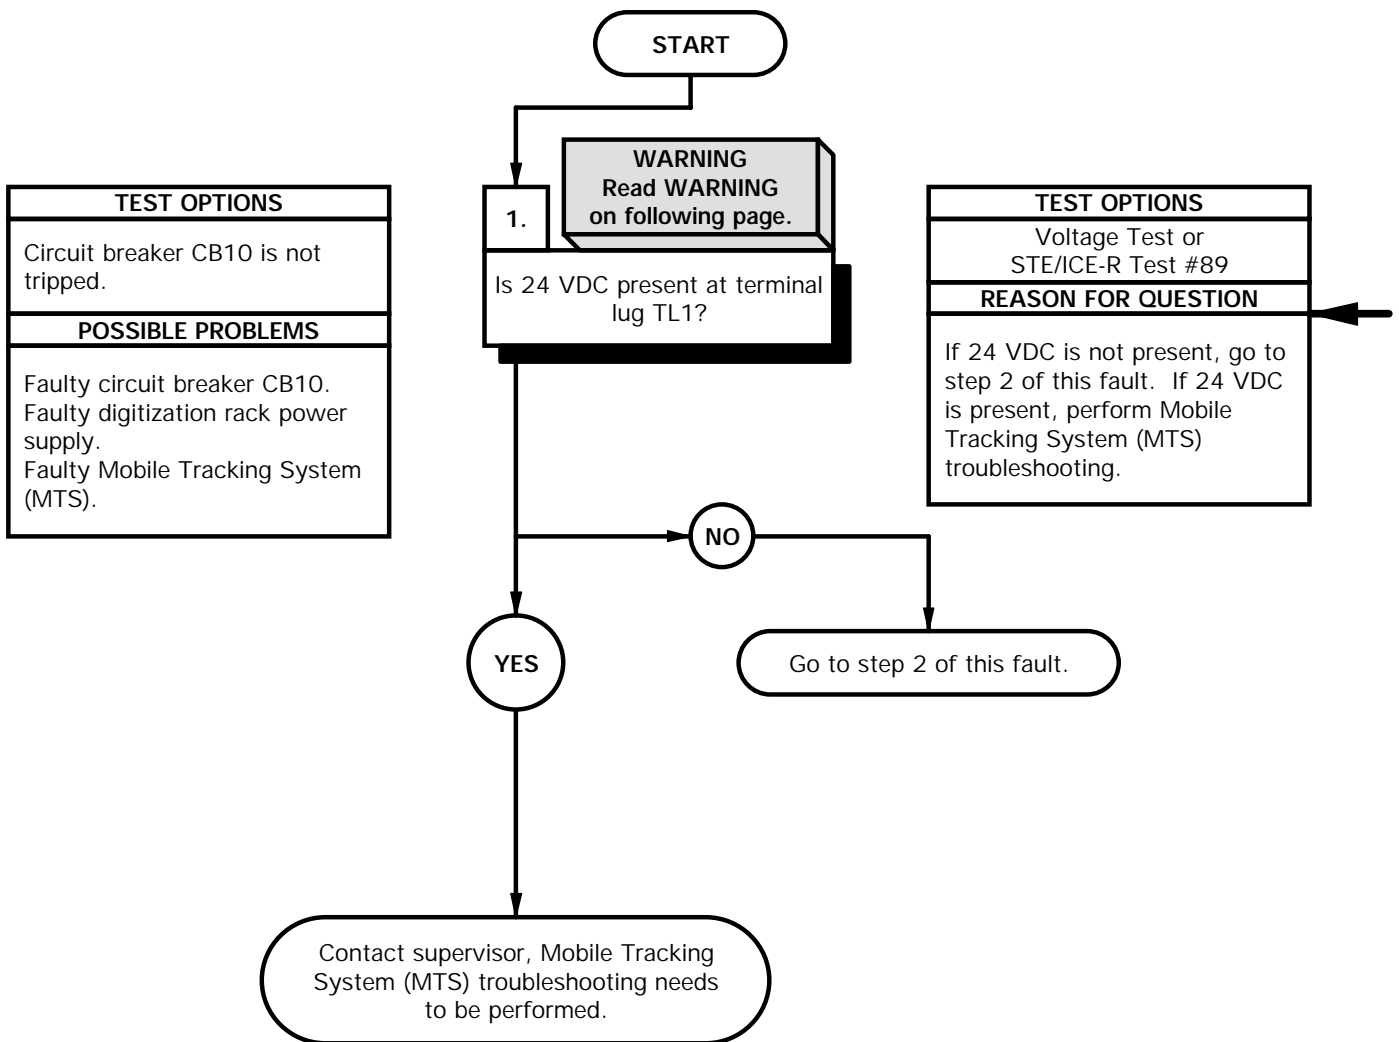 START
WARNING
Read WARNING
on following page.
1.
Is 24 VDC present at terminal
lug TL1?
TEST OPTIONS
Circuit breaker CB10 is not
tripped.
POSSIBLE PROBLEMS
Faulty circuit breaker CB10.
Faulty digitization rack power
supply.
Faulty Mobile Tracking System
(MTS).
TEST OPTIONS
Voltage Test or
STE/ICE-R Test #89
REASON FOR QUESTION
If 24 VDC is not present, go to
step 2 of this fault.  If 24 VDC
is present, perform Mobile
Tracking System (MTS)
troubleshooting.
NO
YES
Go to step 2 of this fault.
Contact supervisor, Mobile Tracking
System (MTS) troubleshooting needs
to be performed.